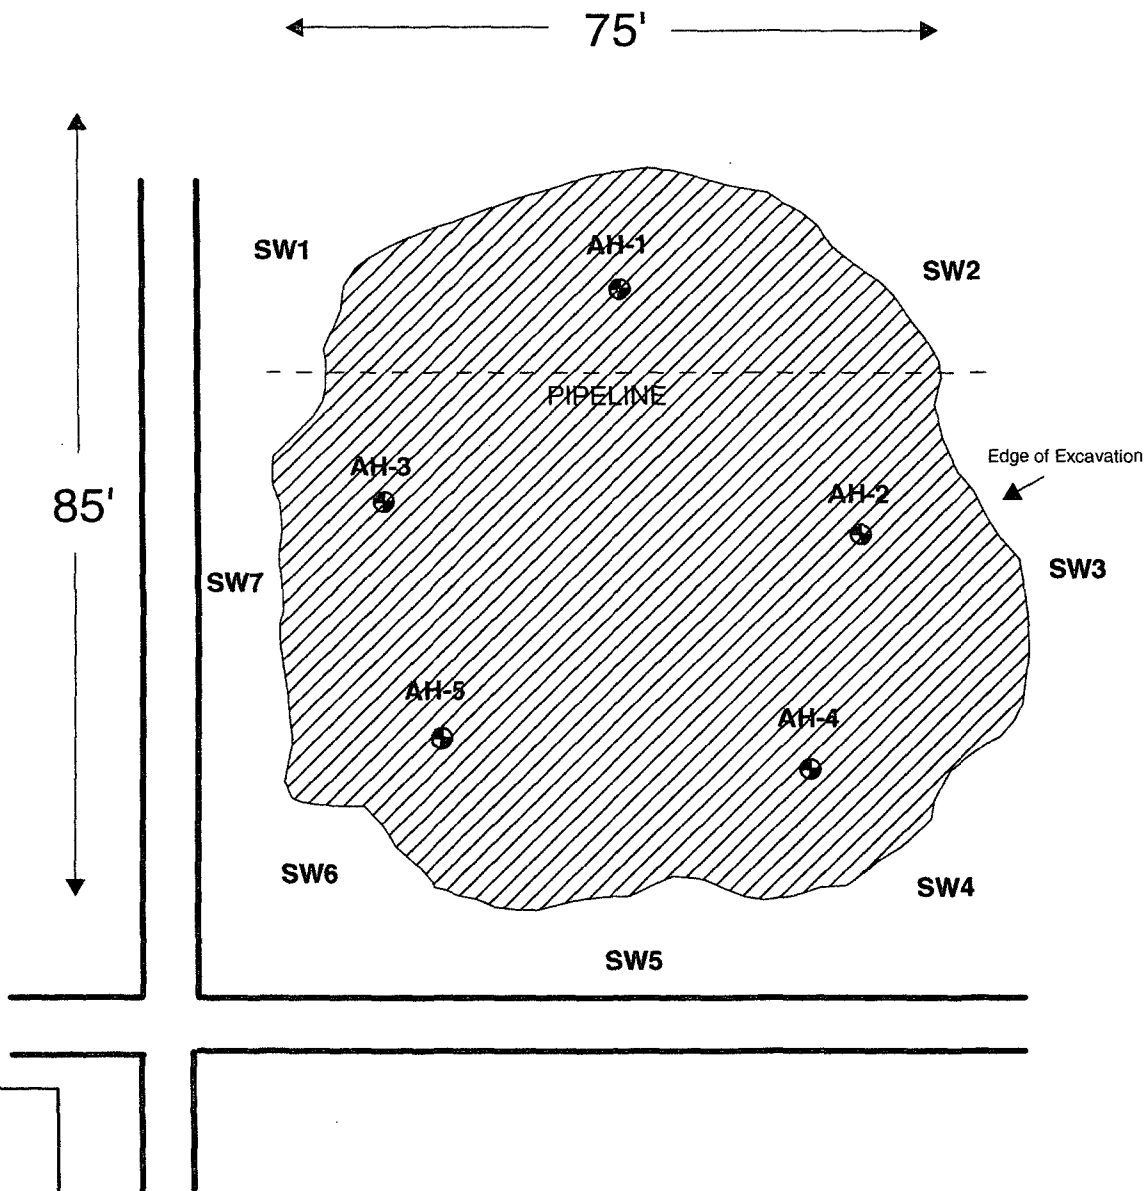 75'
SW1
AH-1
SW2
PIPELINE
Edge of Excavation
AH-3
AH-2
85'
SW7
SW3
AH-5
AH-4
SW6
SW4
SW5